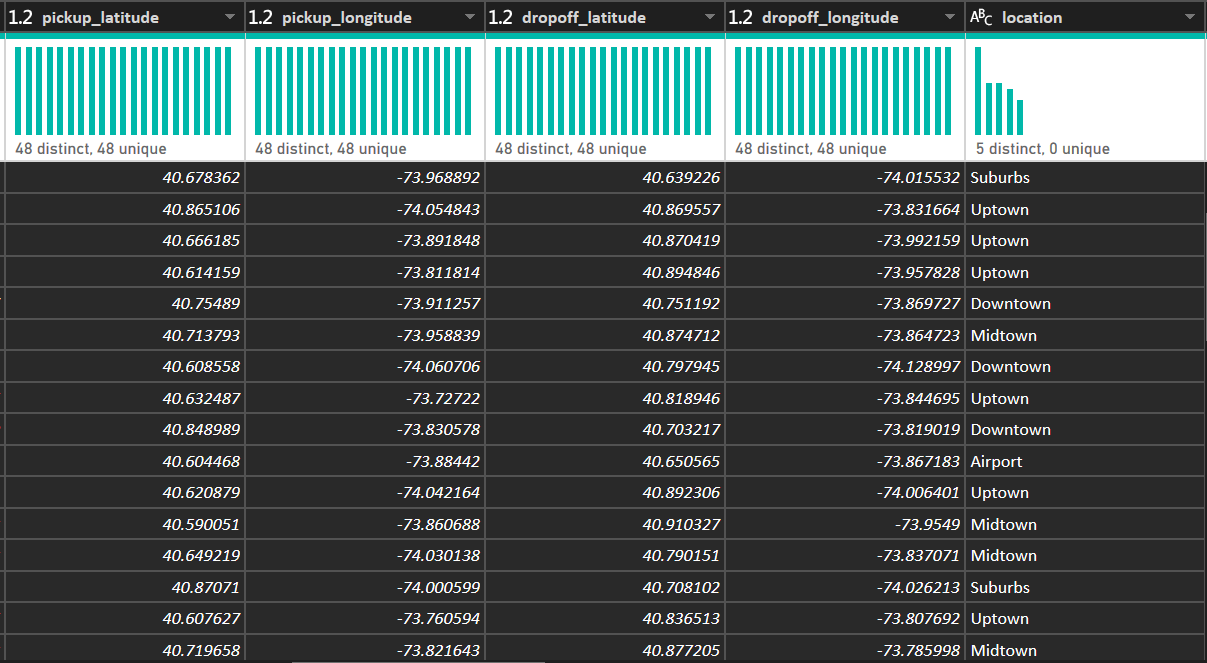 1.2 pickup_latitude 1.2 pickup_longitude 1.2 dropoff_latitude 1.2 dropoff_longitude ABC location
48 distinct, 48 unique 48 distinct, 48 unique 48 distinct, 48 unique 48 distinct, 48 unique 5 distinct, 0 unique
40.678362 -73.968892 40.639226 -74.015532 Suburbs
40.865106 -74.054843 40.869557 -73.831664 Uptown
40.666185 -73.891848 40.870419 -73.992159 Uptown
40.614159 -73.811814 40.894846 -73.957828 Uptown
40.75489 -73.911257 40.751192 -73.869727 Downtown
40.713793 -73.958839 40.874712 -73.864723 Midtown
40.608558 -74.060706 40.797945 -74.128997 Downtown
40.632487 -73.72722 40.818946 -73.844695 Uptown
40.848989 -73.830578 40.703217 -73.819019 Downtown
40.604468 -73.88442 40.650565 -73.867183 Airport
40.620879 -74.042164 40.892306 -74.006401 Uptown
40.590051 -73.860688 40.910327 -73.9549 Midtown
40.649219 -74.030138 40.790151 -73.837071 Midtown
40.87071 -74.000599 40.708102 -74.026213 Suburbs
40.607627 -73.760594 40.836513 -73.807692 Uptown
40.719658 -73.821643 40.877205 -73.785998 Midtown